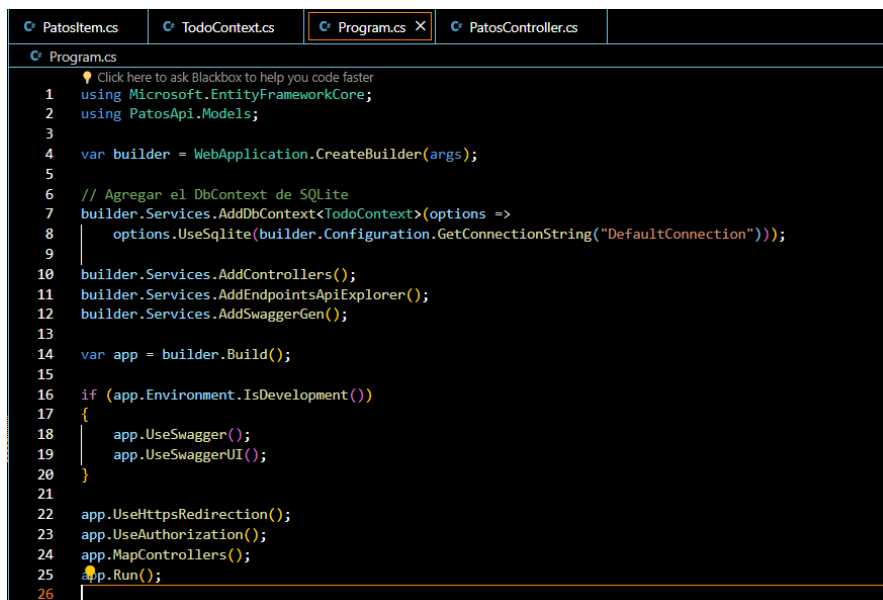 C# PatosItem.cs C# TodoContext.cs C# Program.cs × C# PatosController.cs
C# Program.cs
Click here to ask Blackbox to help you code faster
1 using Microsoft.EntityFrameworkCore;
2 using PatosApi.Models;
3
4 var builder = WebApplication.CreateBuilder(args);
5
6 // Agregar el DbContext de SQLite
7 builder.Services.AddDbContext<TodoContext>(options =>
8     options.UseSqlite(builder.Configuration.GetConnectionString("DefaultConnection")));
9
10 builder.Services.AddControllers();
11 builder.Services.AddEndpointsApiExplorer();
12 builder.Services.AddSwaggerGen();
13
14 var app = builder.Build();
15
16 if (app.Environment.IsDevelopment())
17 {
18     app.UseSwagger();
19     app.UseSwaggerUI();
20 }
21
22 app.UseHttpsRedirection();
23 app.UseAuthorization();
24 app.MapControllers();
25 app.Run();
26